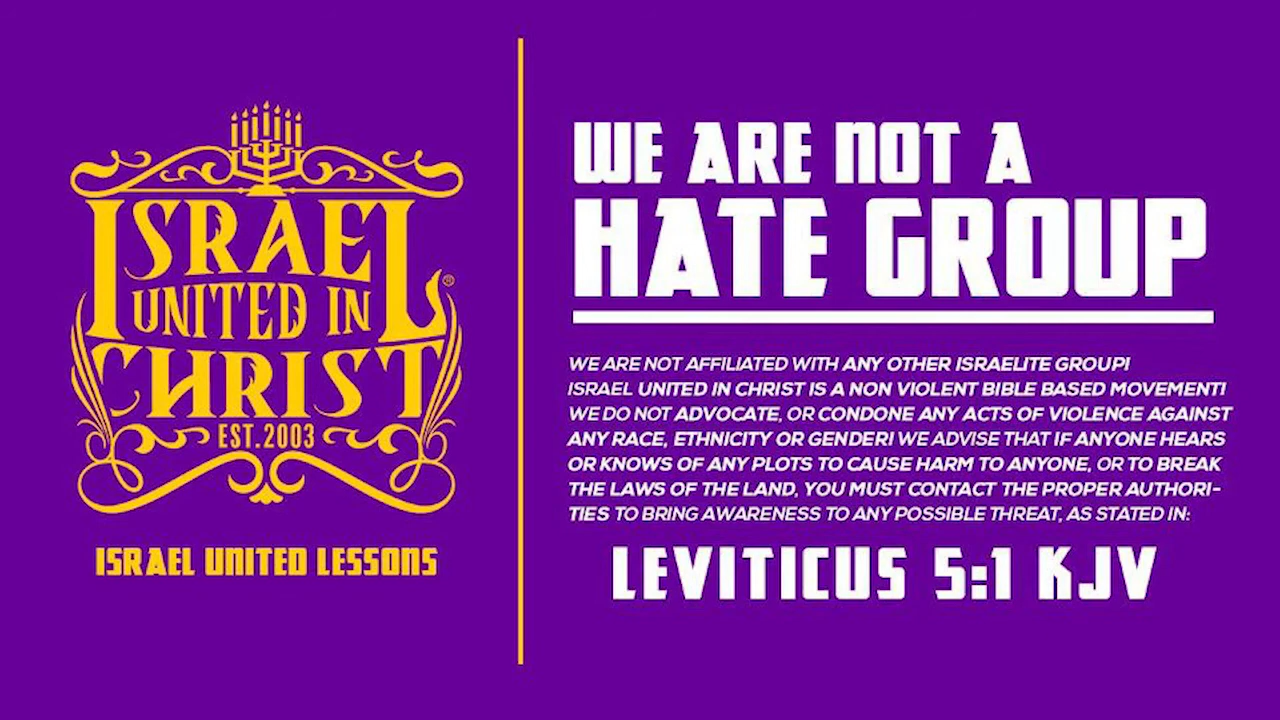 ISRAEL
UNITED IN
CHRIST
®
EST.2003
ISRAEL UNITED LESSONS
WE ARE NOT A
HATE GROUP
WE ARE NOT AFFILIATED WITH ANY OTHER ISRAELITE GROUP!
ISRAEL UNITED IN CHRIST IS A NON VIOLENT BIBLE BASED MOVEMENT!
WE DO NOT ADVOCATE, OR CONDONE ANY ACTS OF VIOLENCE AGAINST
ANY RACE, ETHNICITY OR GENDER! WE ADVISE THAT IF ANYONE HEARS
OR KNOWS OF ANY PLOTS TO CAUSE HARM TO ANYONE, OR TO BREAK
THE LAWS OF THE LAND, YOU MUST CONTACT THE PROPER AUTHORI-
TIES TO BRING AWARENESS TO ANY POSSIBLE THREAT, AS STATED IN:
LEVITICUS 5:1 KJV